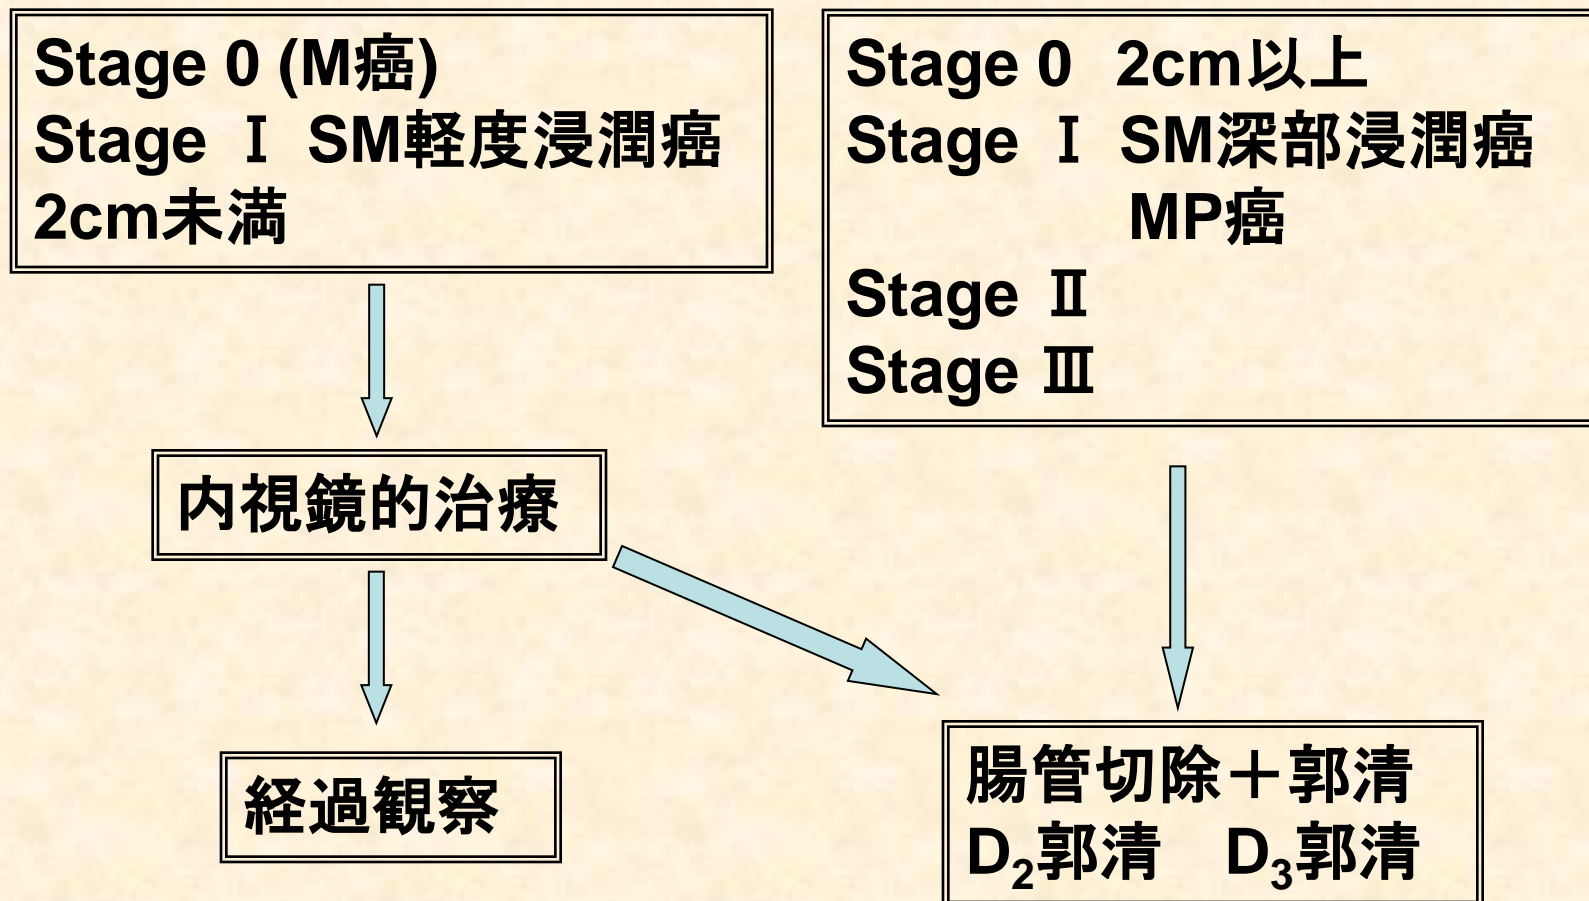 Stage 0 (M癌)
Stage Ⅰ SM軽度浸潤癌
2cm未満
Stage 0 2cm以上
Stage Ⅰ SM深部浸潤癌
MP癌
Stage Ⅱ
Stage Ⅲ
内視鏡的治療
経過観察
腸管切除＋郭清
D2郭清 D3郭清